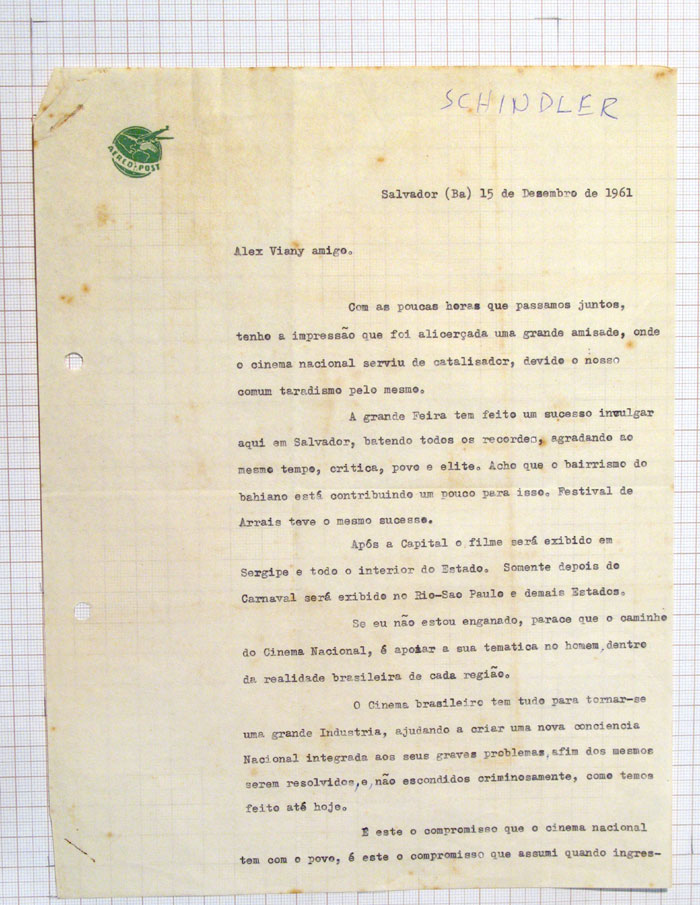 SCHINDLER
AEREO-POST
Salvador (Ba) 15 de Desembro de 1961
Alex Viany amigo.
Com as poucas horas que passamos juntos,
tenho a impressão que foi alicerçada uma grande amisade, onde
o cinema nacional serviu de catalisador, devido o nosso
comum taradismo pelo mesmo.
A grande Feira tem feito um sucesso invulgar
aqui em Salvador, batendo todos os recordes, agradando ao
mesmo tempo, critica, povo e elite. Acho que o bairrismo do
bahiano está contribuindo um pouco para isso. Festival de
Arrais teve o mesmo sucesso.
Após a Capital o filme será exibido em
Sergipe e todo o interior do Estado. Somente depois do
Carnaval será exibido no Rio-Sao Paulo e demais Estados.
Se eu não estou enganado, parace que o caminho
do Cinema Nacional, é apoiar a sua tematica no homem,dentro
da realidade brasileira de cada região.
O Cinema brasileiro tem tudo para tornar-se
uma grande Industria, ajudando a criar uma nova conciencia
Nacional integrada aos seus graves problemas,afim dos mesmos
serem resolvidos,e,não escondidos criminosamente, como temos
feito até hoje.
E este o compromisso que o cinema nacional
tem com o povo, é este o compromisso que assumi quando ingres-